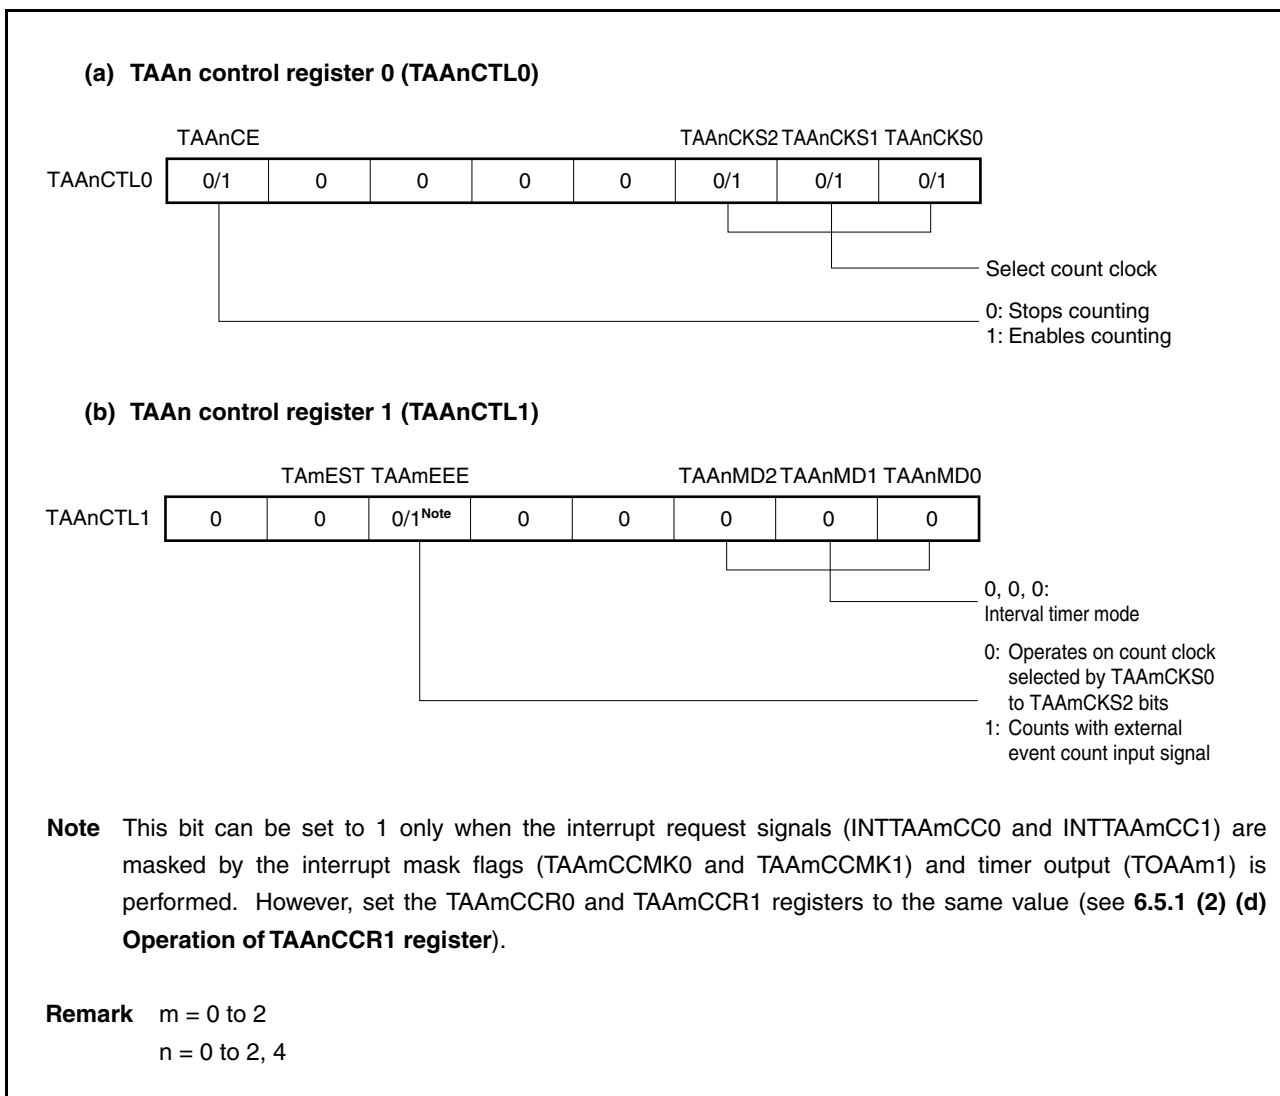 (a) TAAn control register 0 (TAAnCTL0)
TAAnCE TAAnCKS2 TAAnCKS1 TAAnCKS0
TAAnCTL0 0/1 0 0 0 0 0/1 0/1 0/1
Select count clock
0: Stops counting
1: Enables counting
(b) TAAn control register 1 (TAAnCTL1)
TAmEST TAAmEEE TAAnMD2 TAAnMD1 TAAnMD0
TAAnCTL1 0 0 0/1Note 0 0 0 0 0
0, 0, 0:
Interval timer mode
0: Operates on count clock
selected by TAAmCKS0
to TAAmCKS2 bits
1: Counts with external
event count input signal
Note This bit can be set to 1 only when the interrupt request signals (INTTAAmCC0 and INTTAAmCC1) are
masked by the interrupt mask flags (TAAmCCMK0 and TAAmCCMK1) and timer output (TOAAm1) is
performed. However, set the TAAmCCR0 and TAAmCCR1 registers to the same value (see 6.5.1 (2) (d)
Operation of TAAnCCR1 register).
Remark m = 0 to 2
n = 0 to 2, 4